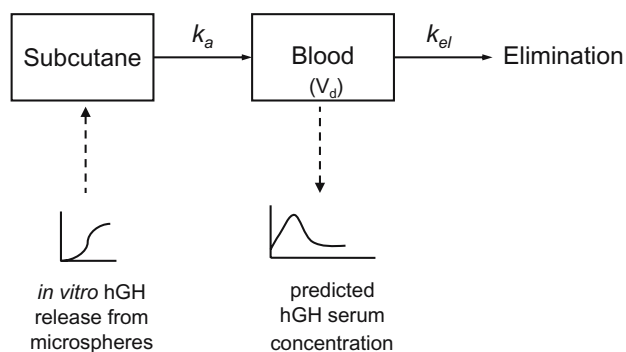 Subcutane
k_a
Blood
(V_d)
k_el
Elimination
in vitro hGH
release from
microspheres
predicted
hGH serum
concentration